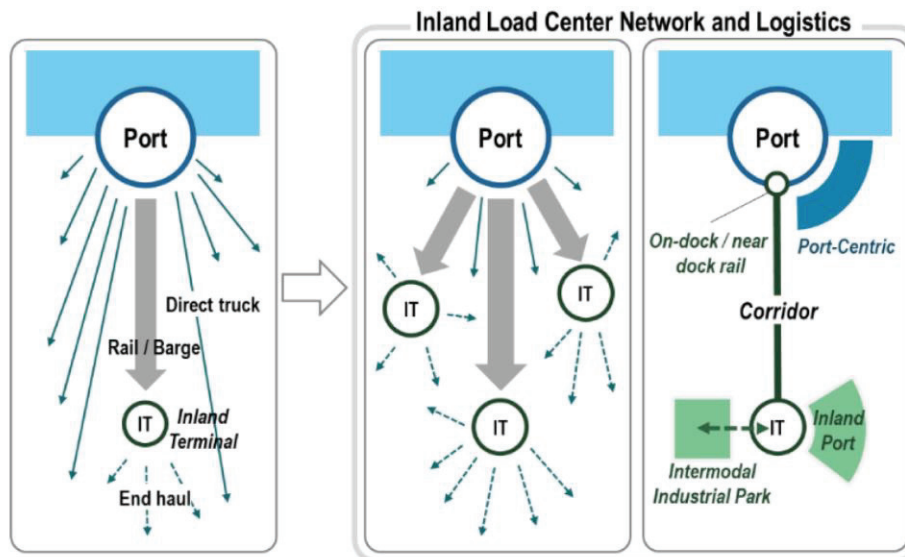 Inland Load Center Network and Logistics
Port
Direct truck
Rail / Barge
IT
Inland
Terminal
End haul
Port
IT
IT
IT
Port
On-dock / near
dock rail
Port-Centric
Corridor
IT
Inland
Port
Intermodal
Industrial Park